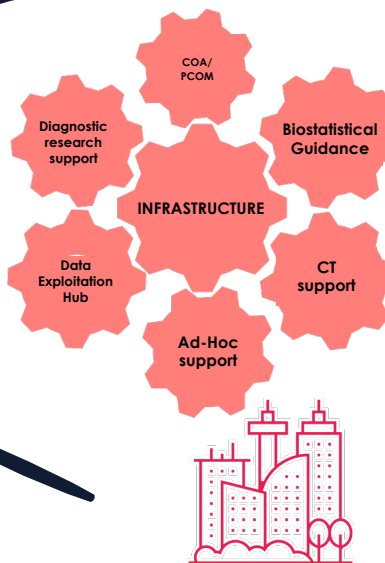 COA/
PCOM
Diagnostic
research
support
Biostatistical
Guidance
INFRASTRUCTURE
Data
Exploitation
Hub
CT
support
Ad-Hoc
support